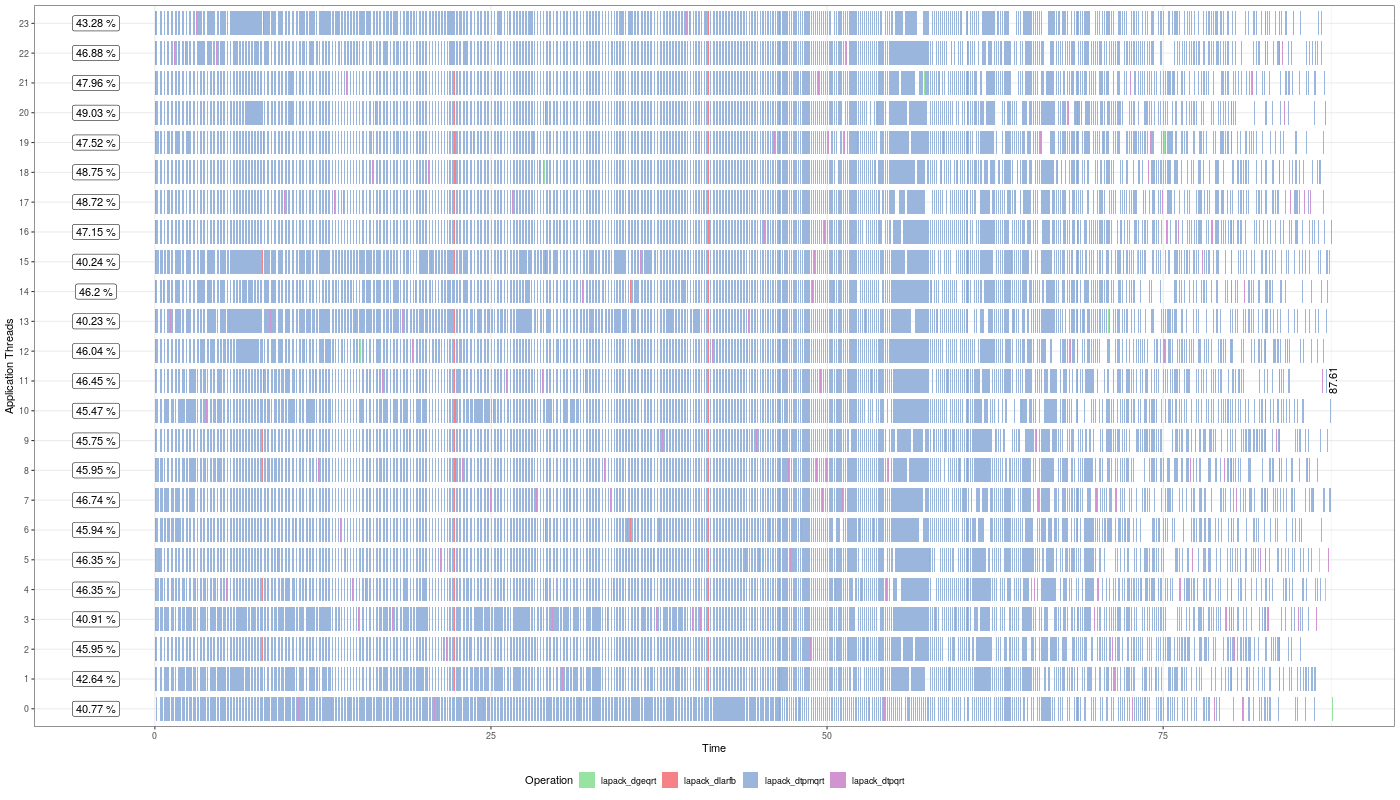 23 43.28 %
22 46.88 %
21 47.96 %
20 49.03 %
19 47.52 %
18 48.75 %
17 48.72 %
16 47.15 %
15 40.24 %
14 46.2 %
13 40.23 %
12 46.04 %
11 46.45 %
87.61
10 45.47 %
9 45.75 %
8 45.95 %
7 46.74 %
6 45.94 %
5 46.35 %
4 46.35 %
3 40.91 %
2 45.95 %
1 42.64 %
0 40.77 %
Application Threads
0 25 50 75
Time
Operation lapack_dgeqrt lapack_dlarfb lapack_dtpmqrt lapack_dtpqrt